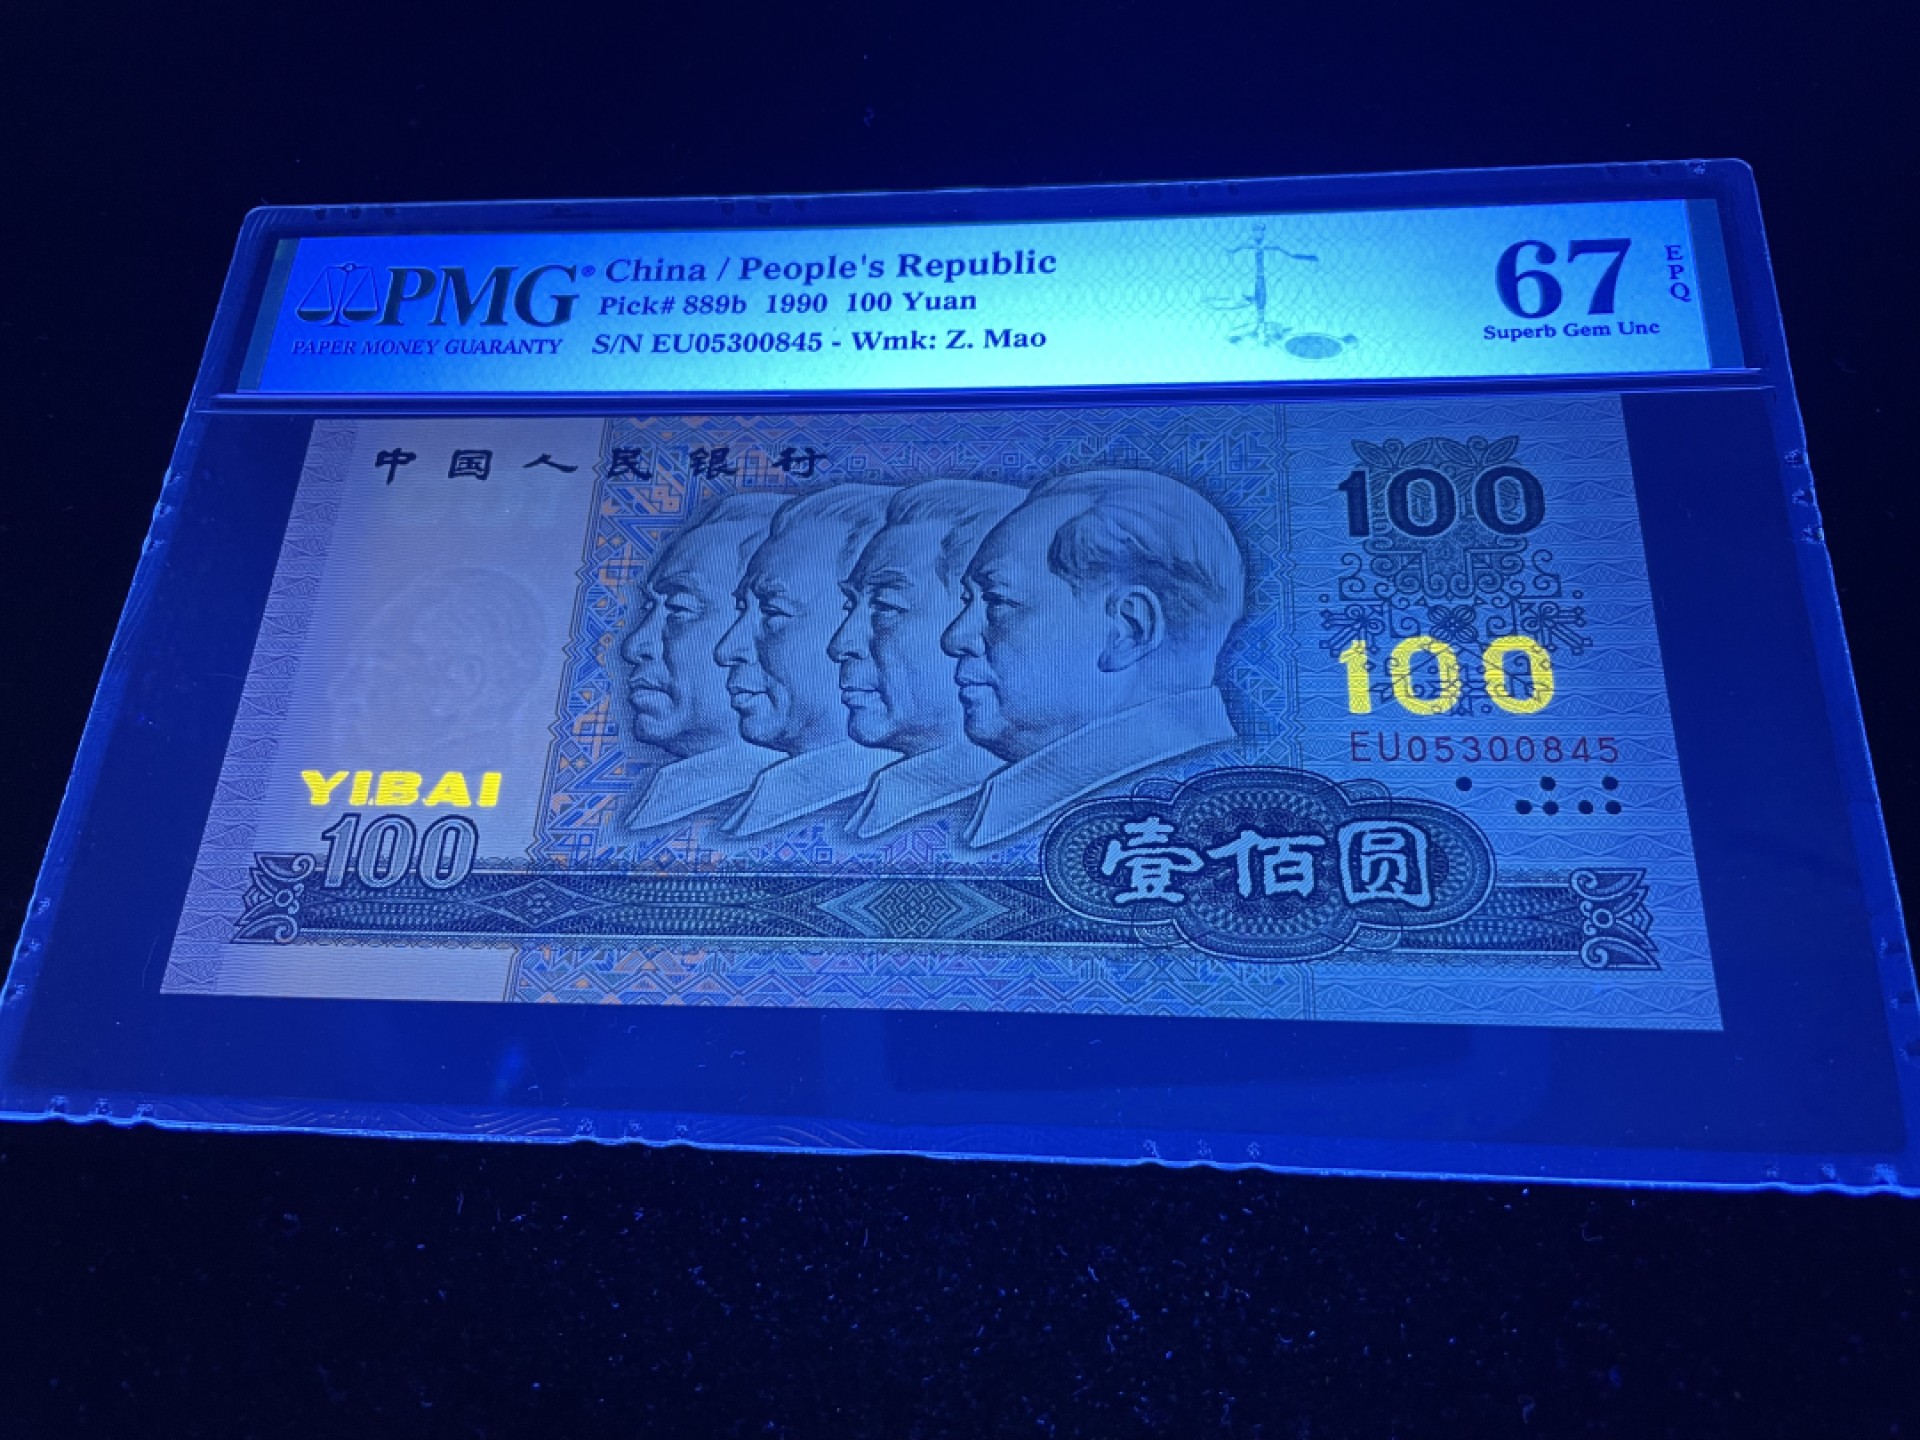 PMG® China / People's Republic
Pick# 889b 1990 100 Yuan
PAPER MONEY GUARANTY S/N EU05300845 - Wmk: Z. Mao
67
EPQ
Superb Gem Unc
中国人民银行
100
100
EU05300845
YIBAI
100
壹佰圆